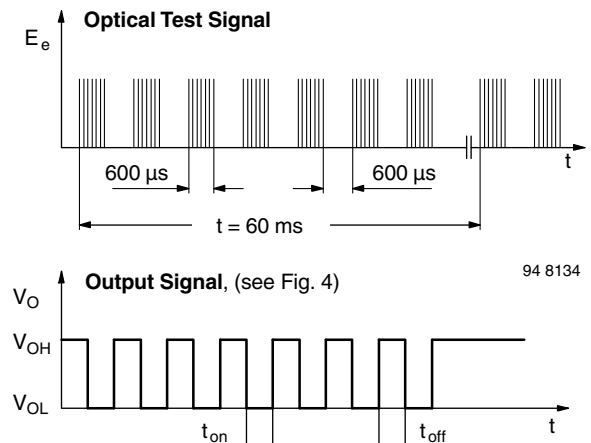 Optical Test Signal
E e
t
600 µs
600 µs
t = 60 ms
94 8134
Output Signal, (see Fig. 4)
V O
V OH
V OL
t on
t off
t